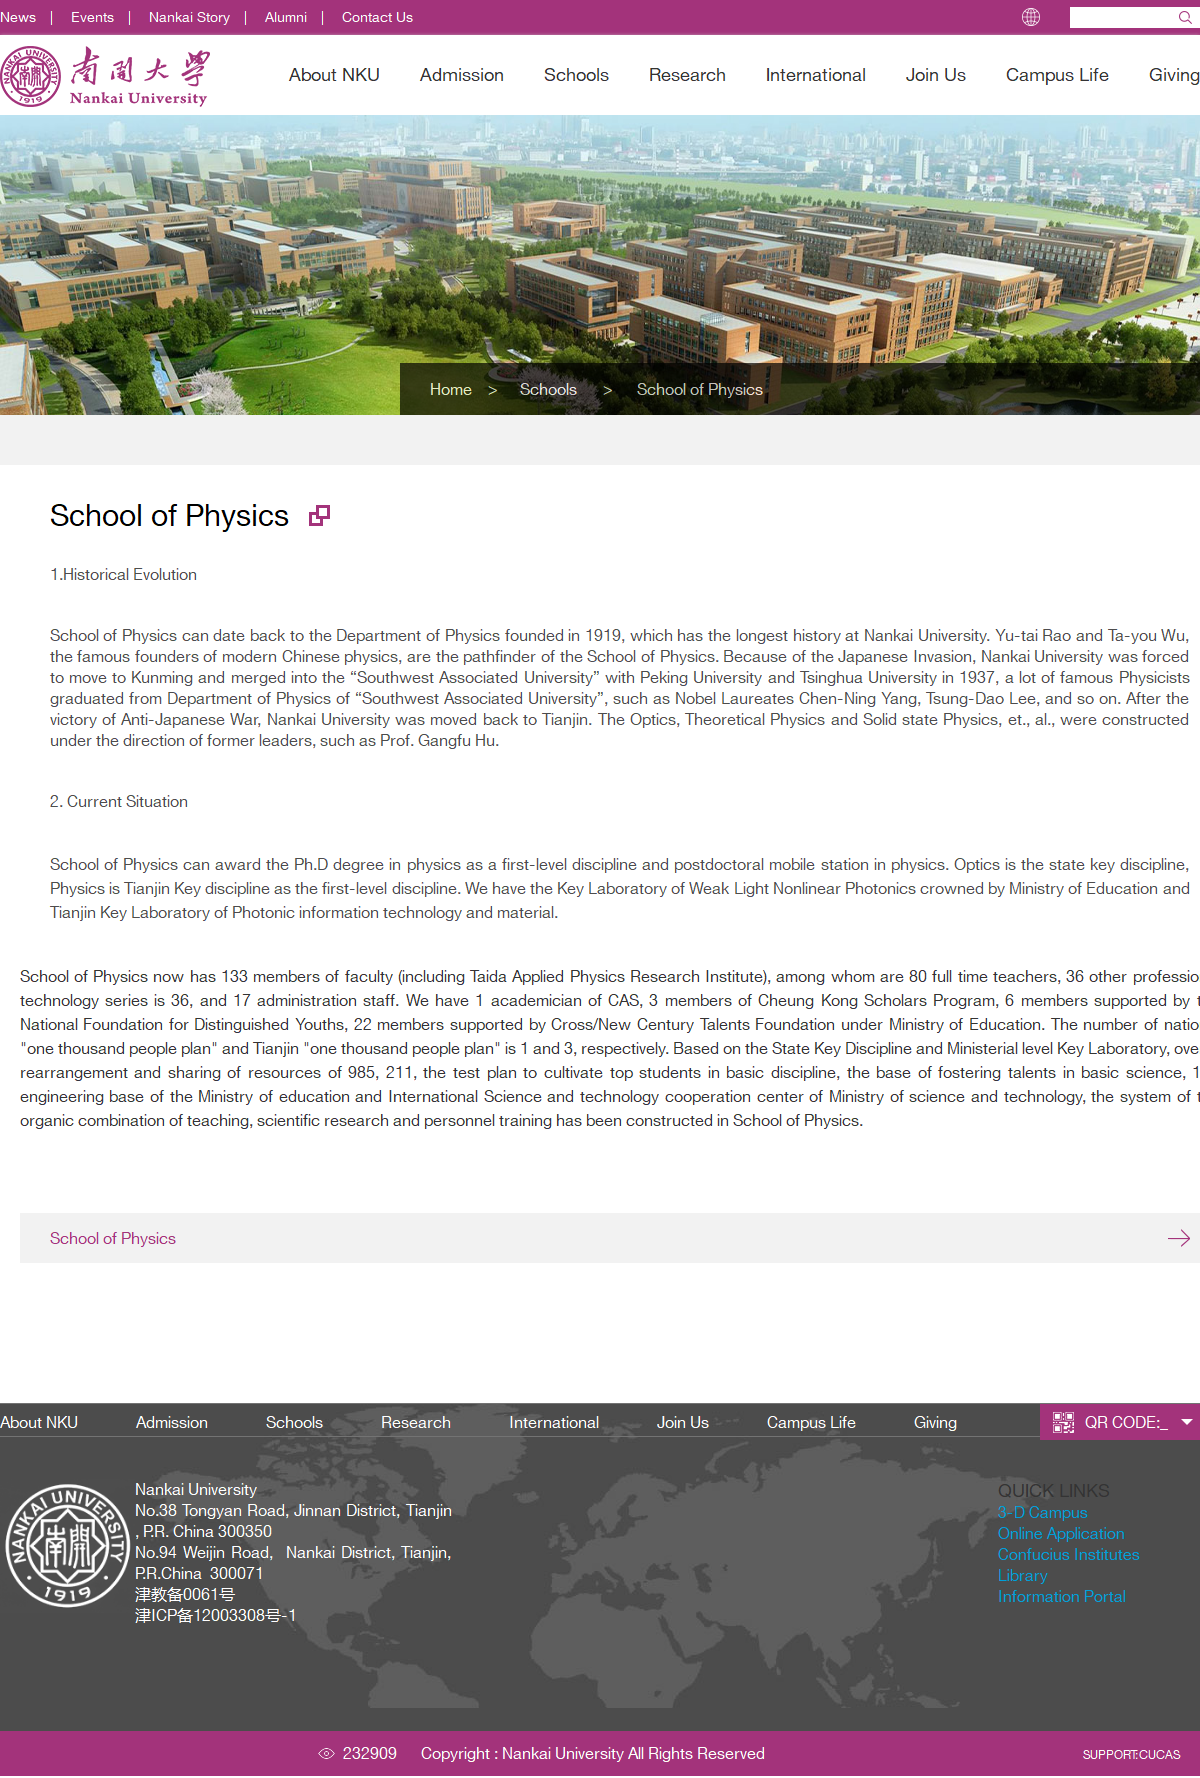 News | Events | Nankai Story | Alumni | Contact Us
南開大學
Nankai University
NANKAI UNIVERSITY
1919
About NKU Admission Schools Research International Join Us Campus Life Giving
Home > Schools > School of Physics
School of Physics
1.Historical Evolution
School of Physics can date back to the Department of Physics founded in 1919, which has the longest history at Nankai University. Yu-tai Rao and Ta-you Wu,
the famous founders of modern Chinese physics, are the pathfinder of the School of Physics. Because of the Japanese Invasion, Nankai University was forced
to move to Kunming and merged into the “Southwest Associated University” with Peking University and Tsinghua University in 1937, a lot of famous Physicists
graduated from Department of Physics of “Southwest Associated University”, such as Nobel Laureates Chen-Ning Yang, Tsung-Dao Lee, and so on. After the
victory of Anti-Japanese War, Nankai University was moved back to Tianjin. The Optics, Theoretical Physics and Solid state Physics, et., al., were constructed
under the direction of former leaders, such as Prof. Gangfu Hu.
2. Current Situation
School of Physics can award the Ph.D degree in physics as a first-level discipline and postdoctoral mobile station in physics. Optics is the state key discipline,
Physics is Tianjin Key discipline as the first-level discipline. We have the Key Laboratory of Weak Light Nonlinear Photonics crowned by Ministry of Education and
Tianjin Key Laboratory of Photonic information technology and material.
School of Physics now has 133 members of faculty (including Taida Applied Physics Research Institute), among whom are 80 full time teachers, 36 other professio
technology series is 36, and 17 administration staff. We have 1 academician of CAS, 3 members of Cheung Kong Scholars Program, 6 members supported by t
National Foundation for Distinguished Youths, 22 members supported by Cross/New Century Talents Foundation under Ministry of Education. The number of natio
"one thousand people plan" and Tianjin "one thousand people plan" is 1 and 3, respectively. Based on the State Key Discipline and Ministerial level Key Laboratory, ove
rearrangement and sharing of resources of 985, 211, the test plan to cultivate top students in basic discipline, the base of fostering talents in basic science, 1
engineering base of the Ministry of education and International Science and technology cooperation center of Ministry of science and technology, the system of t
organic combination of teaching, scientific research and personnel training has been constructed in School of Physics.
School of Physics
About NKU Admission Schools Research International Join Us Campus Life Giving QR CODE:_
NANKAI UNIVERSITY
1919
Nankai University
No.38 Tongyan Road, Jinnan District, Tianjin
, P.R. China 300350
No.94 Weijin Road, Nankai District, Tianjin,
P.R.China 300071
津教备0061号
津ICP备12003308号-1
QUICK LINKS
3-D Campus
Online Application
Confucius Institutes
Library
Information Portal
232909 Copyright : Nankai University All Rights Reserved
SUPPORT:CUCAS